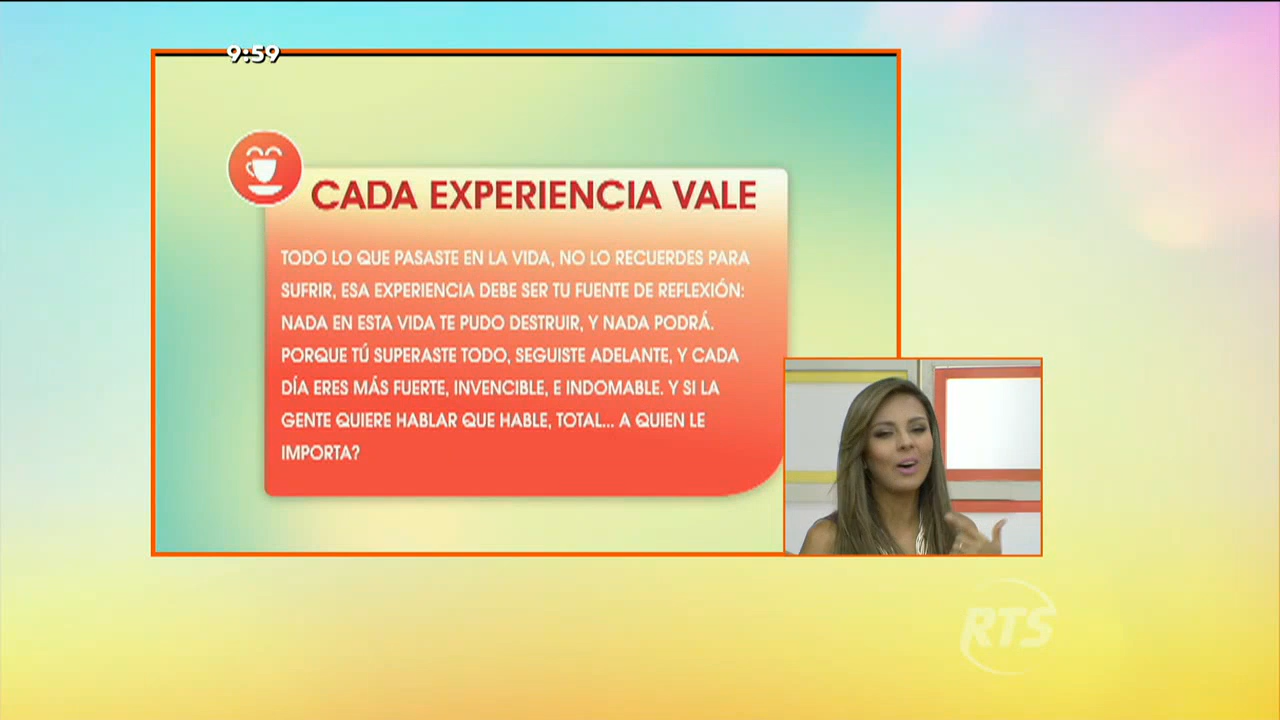 9:59
CADA EXPERIENCIA VALE
TODO LO QUE PASASTE EN LA VIDA, NO LO RECUERDES PARA
SUFRIR, ESA EXPERIENCIA DEBE SER TU FUENTE DE REFLEXIÓN:
NADA EN ESTA VIDA TE PUDO DESTRUIR, Y NADA PODRÁ.
PORQUE TÚ SUPERASTE TODO, SEGUISTE ADELANTE, Y CADA
DÍA ERES MÁS FUERTE, INVENCIBLE, E INDOMABLE. Y SI LA
GENTE QUIERE HABLAR QUE HABLE, TOTAL... A QUIEN LE
IMPORTA?
RTS